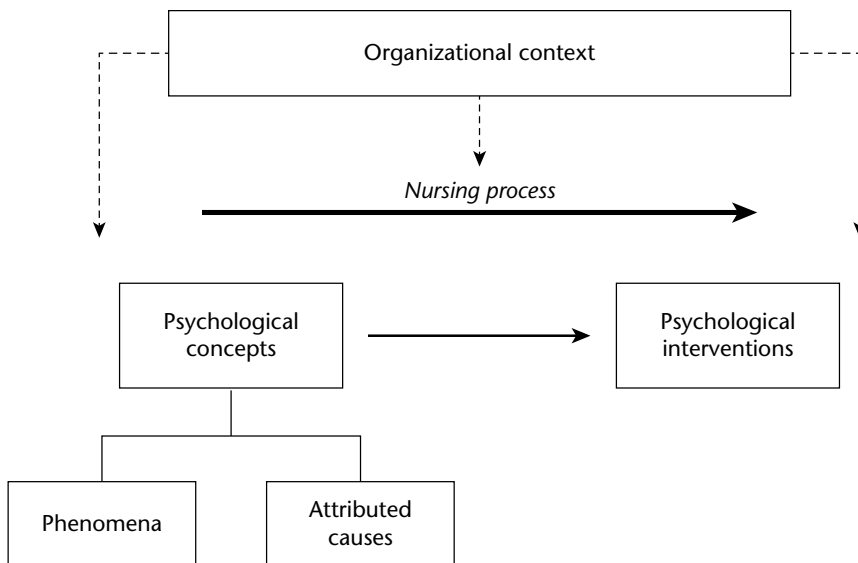 Organizational context
Nursing process
Psychological
concepts
Psychological
interventions
Phenomena
Attributed
causes